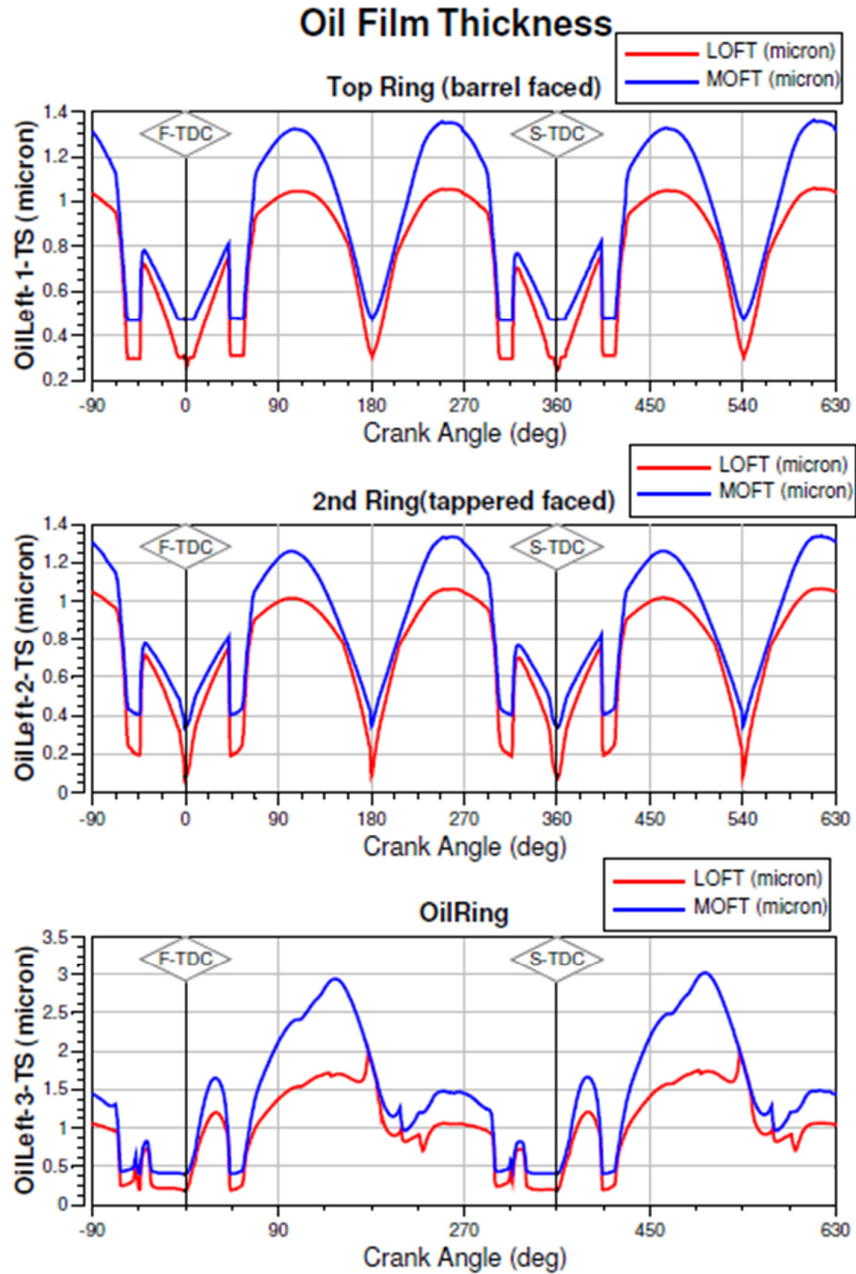 Oil Film Thickness
LOFT (micron)
MOFT (micron)
Top Ring (barrel faced)
OilLeft-1-TS (micron)
1.4
1.2
1
0.8
0.6
0.4
0.2
F-TDC
S-TDC
-90 0 90 180 270 360 450 540 630
Crank Angle (deg)
LOFT (micron)
MOFT (micron)
2nd Ring(tappered faced)
OilLeft-2-TS (micron)
1.4
1.2
1
0.8
0.6
0.4
0.2
0
F-TDC
S-TDC
-90 0 90 180 270 360 450 540 630
Crank Angle (deg)
LOFT (micron)
MOFT (micron)
OilRing
OilLeft-3-TS (micron)
3.5
3
2.5
2
1.5
1
0.5
0
F-TDC
S-TDC
-90 90 270 450 630
Crank Angle (deg)